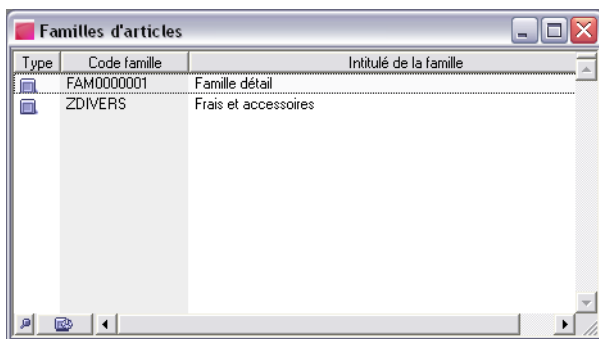 Familles d'articles
Type Code famille Intitulé de la famille
FAM0000001 Famille détail
ZDIVERS Frais et accessoires